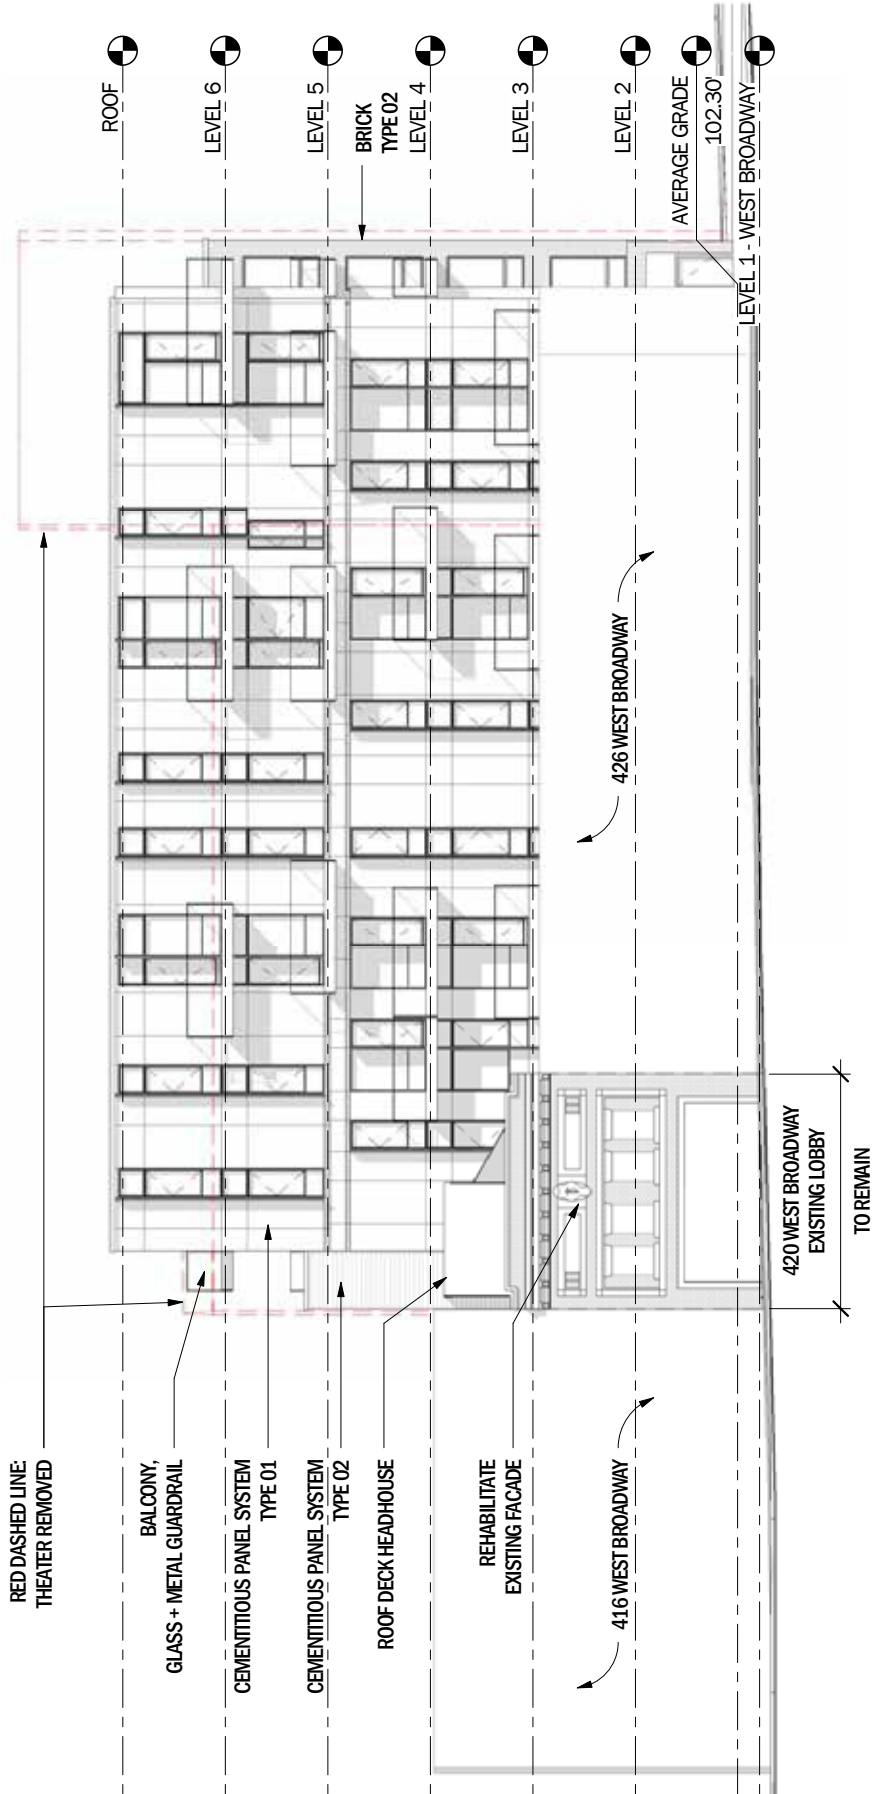 RED DASHED LINE:
THEATER REMOVED
BALCONY,
GLASS + METAL GUARDRAIL
CEMENTITIOUS PANEL SYSTEM
TYPE 01
CEMENTITIOUS PANEL SYSTEM
TYPE 02
ROOF DECK HEADHOUSE
REHABILITATE
EXISTING FACADE
416 WEST BROADWAY
420 WEST BROADWAY
EXISTING LOBBY
TO REMAIN
426 WEST BROADWAY
BRICK
TYPE 02
ROOF
LEVEL 6
LEVEL 5
LEVEL 4
LEVEL 3
LEVEL 2
AVERAGE GRADE
102.30'
LEVEL 1 - WEST BROADWAY